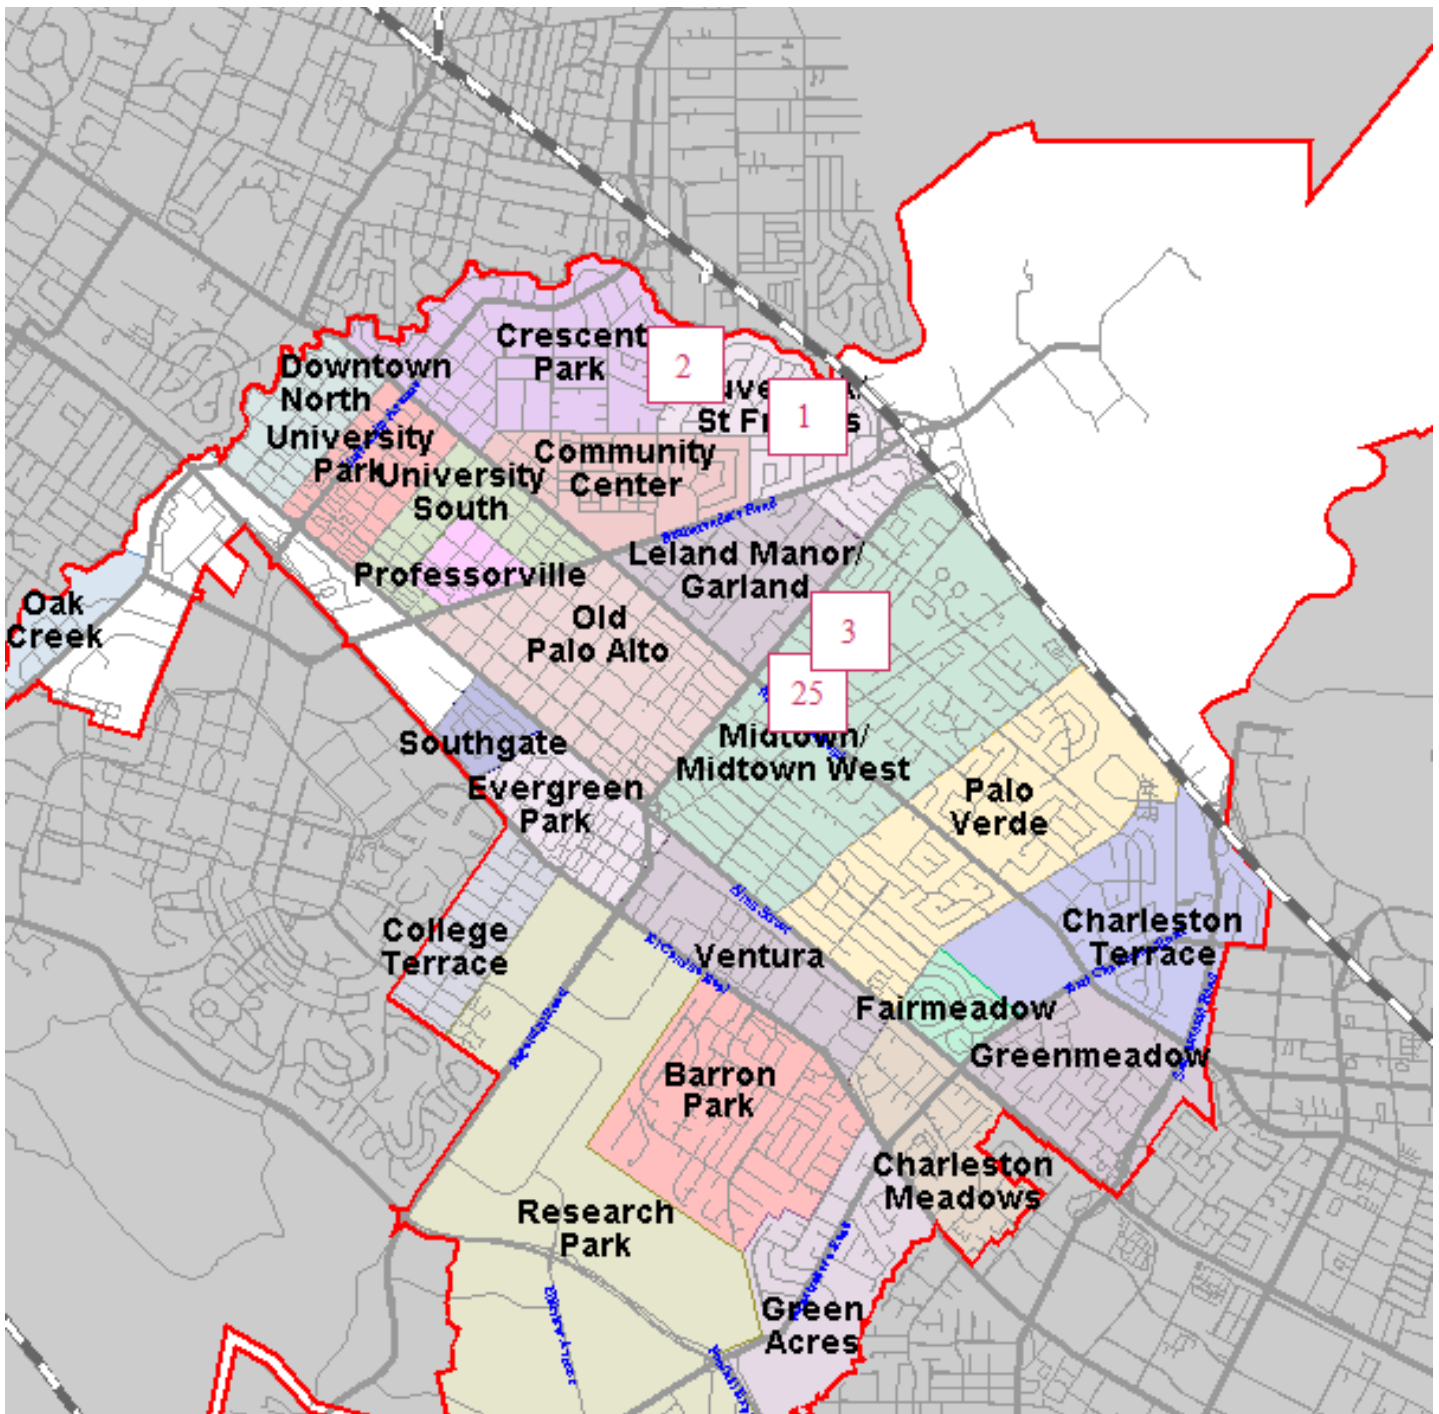 Crescent
Park
2
Downtown
North
1
St
University
Park
Community
Center
University
South
Leland Manor/
Garland
Professorville
Oak
Creek
Old
Palo Alto
3
25
Southgate
Midtown/
Midtown West
Evergreen
Park
Palo
Verde
College
Terrace
Charleston
Terrace
Ventura
Fairmeadow
Greenmeadow
Barron
Park
Charleston
Meadows
Research
Park
Green
Acres